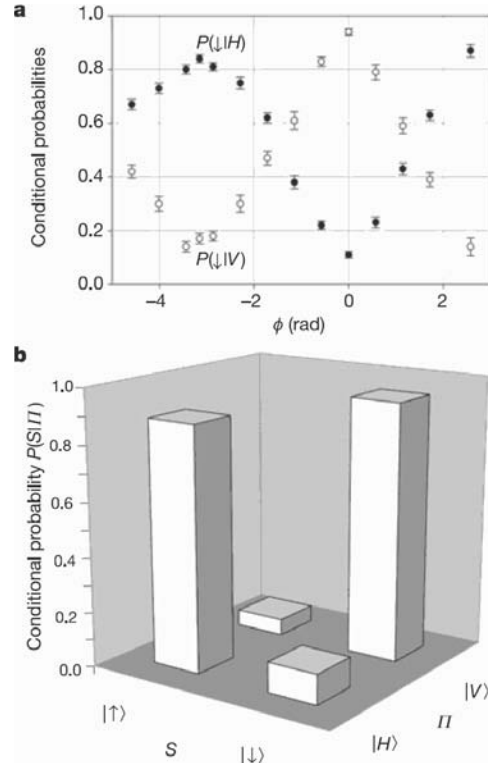 a
1.0
0.8
0.6
0.4
0.2
0.0
Conditional probabilities
P(↓|H)
P(↓|V)
−4
−2
0
2
ϕ (rad)
b
1.0
0.8
0.6
0.4
0.2
0.0
Conditional probability P(S|Π)
|↑⟩
S
|↓⟩
|H⟩
Π
|V⟩